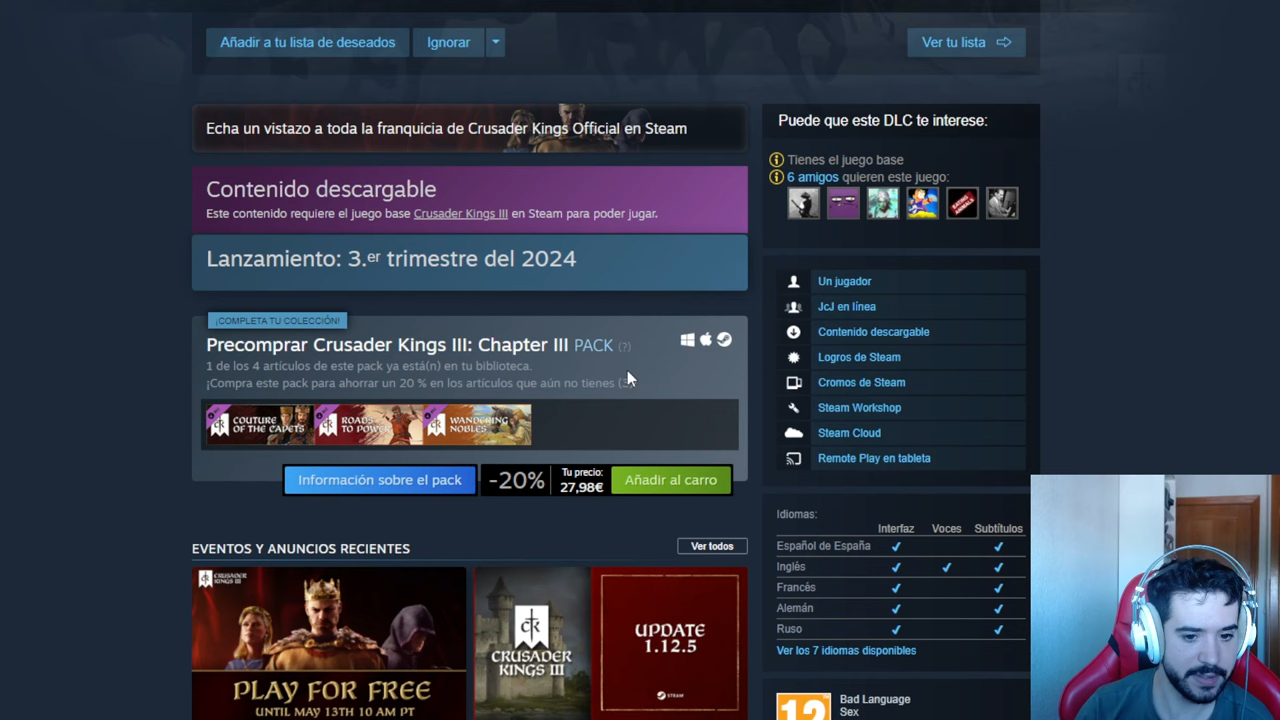 Añadir a tu lista de deseados
Ignorar
Ver tu lista
Echa un vistazo a toda la franquicia de Crusader Kings Official en Steam
Contenido descargable
Este contenido requiere el juego base Crusader Kings III en Steam para poder jugar.
Lanzamiento: 3.er trimestre del 2024
¡COMPLETA TU COLECCIÓN!
Precomprar Crusader Kings III: Chapter III PACK (?)
1 de los 4 artículos de este pack ya está(n) en tu biblioteca.
¡Compra este pack para ahorrar un 20 % en los artículos que aún no tienes
COUTURE
OF THE CAPETS
ROADS
TO POWER
WANDERING
NOBLES
Información sobre el pack
-20%
Tu precio:
27,98€
Añadir al carro
EVENTOS Y ANUNCIOS RECIENTES
Ver todos
CRUSADER
KINGS III
PLAY FOR FREE
UNTIL MAY 13TH 10 AM PT
CRUSADER
KINGS III
UPDATE
1.12.5
STEAM
Puede que este DLC te interese:
Tienes el juego base
6 amigos quieren este juego:
EATING
ANIMALS
Un jugador
JcJ en línea
Contenido descargable
Logros de Steam
Cromos de Steam
Steam Workshop
Steam Cloud
Remote Play en tableta
Idiomas:
Interfaz Voces Subtítulos
Español de España ✔ ✔
Inglés ✔ ✔ ✔
Francés ✔ ✔
Alemán ✔ ✔
Ruso ✔ ✔
Ver los 7 idiomas disponibles
12
Bad Language
Sex